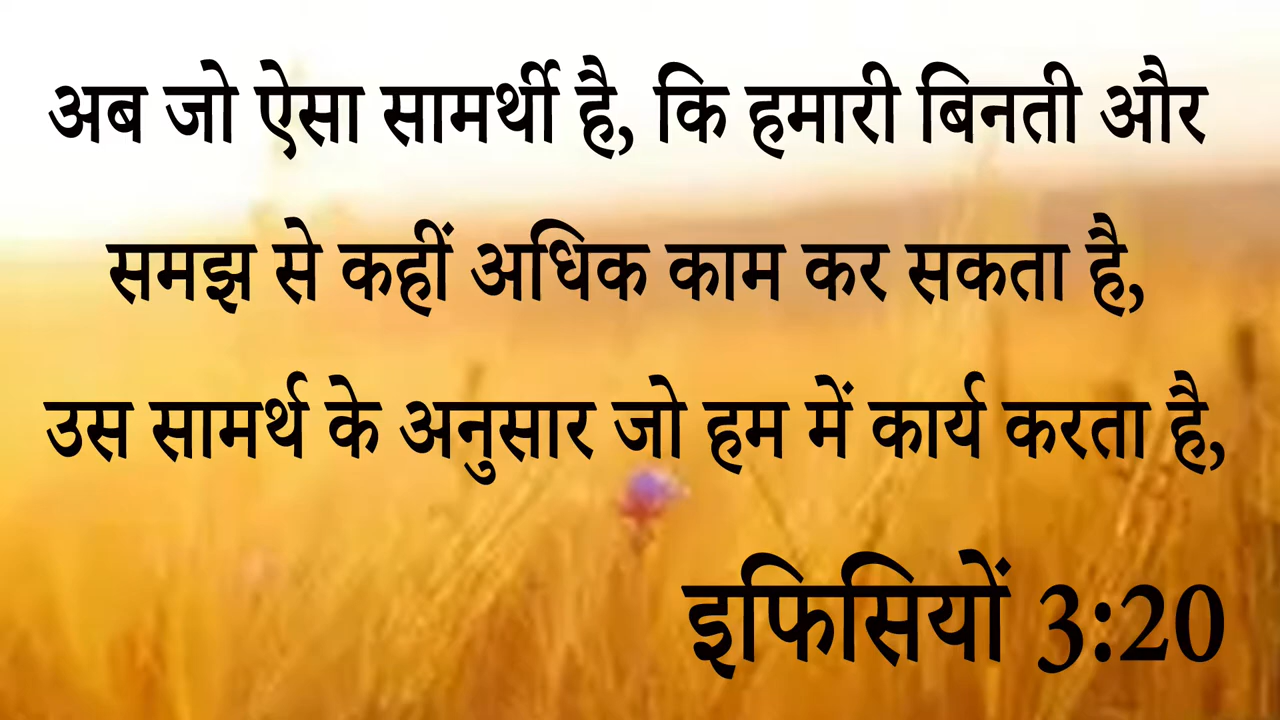 अब जो ऐसा सामर्थी है, कि हमारी बिनती और
समझ से कहीं अधिक काम कर सकता है,
उस सामर्थ के अनुसार जो हम में कार्य करता है,
इफिसियों 3:20